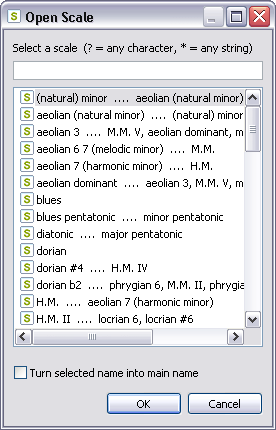 Open Scale
Select a scale (? = any character, * = any string)
(natural) minor .... aeolian (natural minor)
aeolian (natural minor) .... (natural) minor
aeolian 3 .... M.M. V, aeolian dominant, m
aeolian 6 7 (melodic minor) .... M.M.
aeolian 7 (harmonic minor) .... H.M.
aeolian dominant .... aeolian 3, M.M. V, m
blues
blues pentatonic .... minor pentatonic
diatonic .... major pentatonic
dorian
dorian #4 .... H.M. IV
dorian b2 .... phrygian 6, M.M. II, phrygia
H.M. .... aeolian 7 (harmonic minor)
H.M. II .... locrian 6, locrian #6
Turn selected name into main name
OK Cancel